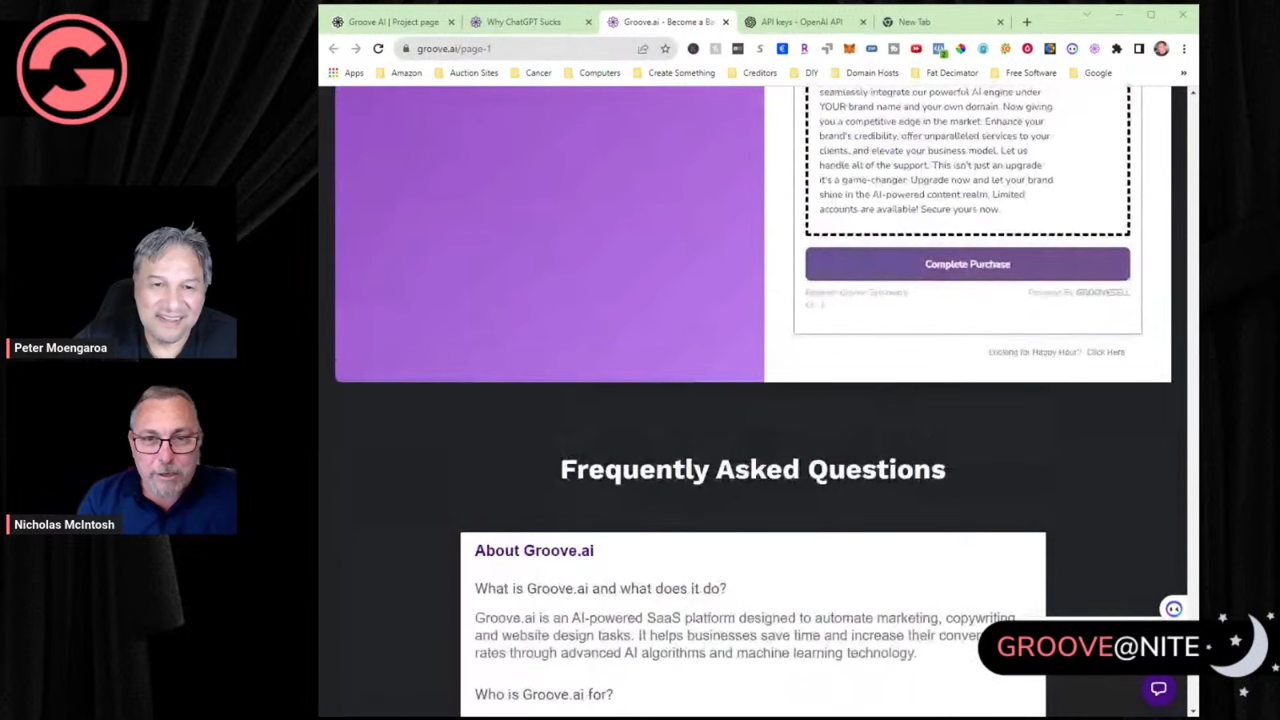 Groove AI | Project page
Why ChatGPT Sucks
Groove.ai - Become a Ba
API keys - OpenAI API
New Tab
groove.ai/page-1
Apps
Amazon
Auction Sites
Cancer
Computers
Create Something
Creditors
DIY
Domain Hosts
Fat Decimator
Free Software
Google
»
seamlessly integrate our powerful AI engine under
YOUR brand name and your own domain. Now giving
you a competitive edge in the market. Enhance your
brand's credibility, offer unparalleled services to your
clients, and elevate your business model. Let us
handle all of the support. This isn't just an upgrade
it's a game-changer. Upgrade now and let your brand
shine in the AI-powered content realm. Limited
accounts are available! Secure yours now.
Complete Purchase
Powered By GROOVESELL
Looking for Happy Hour? Click Here
Peter Moengaroa
Nicholas McIntosh
Frequently Asked Questions
About Groove.ai
What is Groove.ai and what does it do?
Groove.ai is an AI-powered SaaS platform designed to automate marketing, copywriting,
and website design tasks. It helps businesses save time and increase their conver
rates through advanced AI algorithms and machine learning technology.
Who is Groove.ai for?
GROOVE@NITE